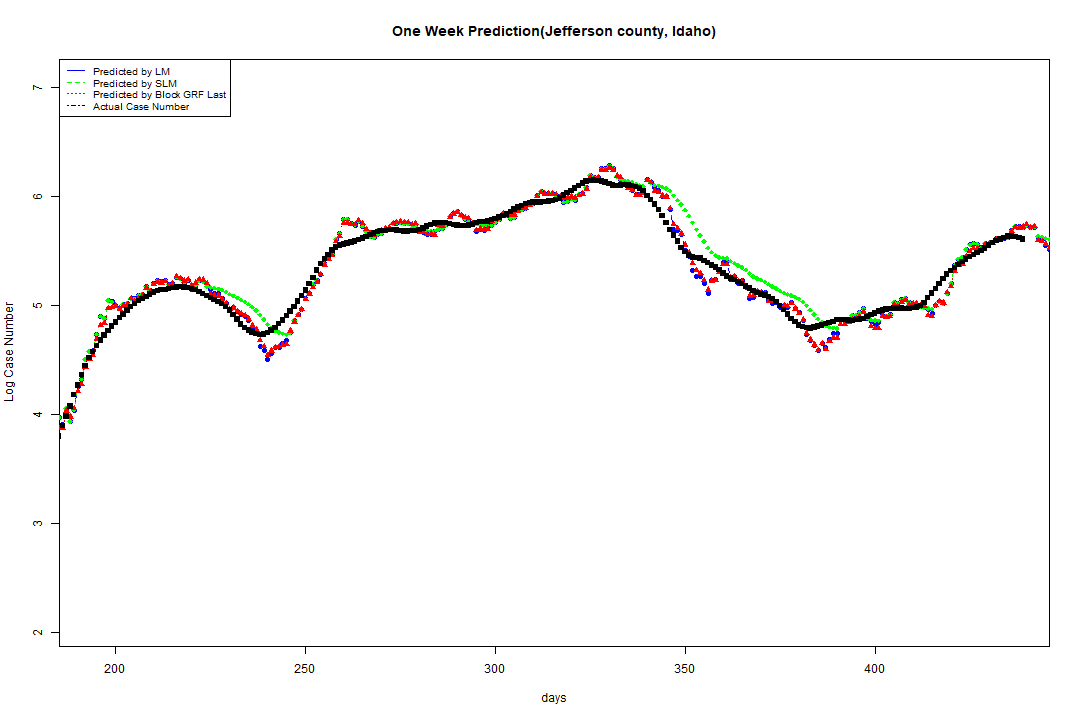 One Week Prediction(Jefferson county, Idaho)
Predicted by LM
Predicted by SLM
Predicted by Block GRF Last
Actual Case Number
7
6
5
4
3
2
Log Case Number
200 250 300 350 400
days